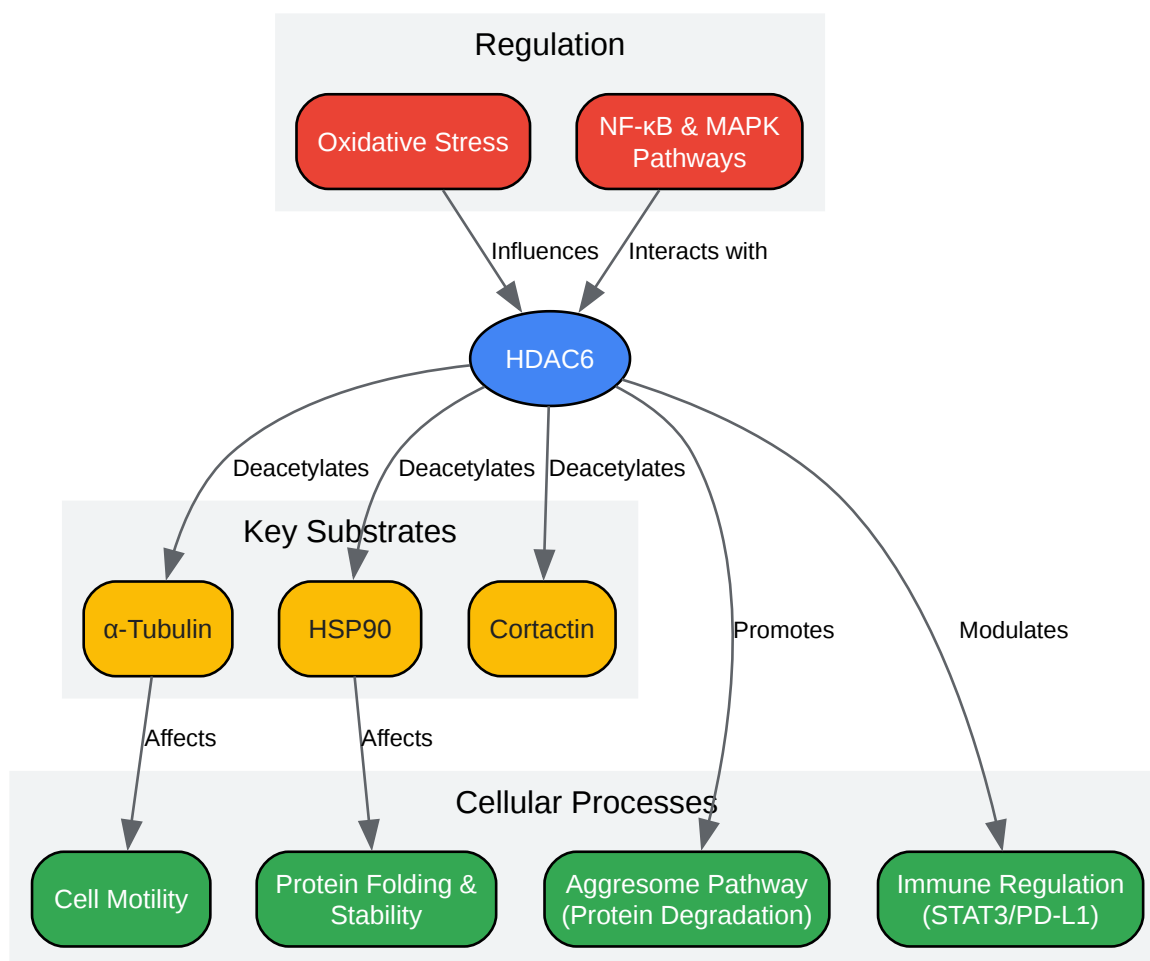 Regulation
Oxidative Stress
NF-κB & MAPK
Pathways
Influences
Interacts with
HDAC6
Deacetylates
Deacetylates
Deacetylates
Key Substrates
α-Tubulin
HSP90
Cortactin
Promotes
Modulates
Affects
Affects
Cellular Processes
Cell Motility
Protein Folding &
Stability
Aggresome Pathway
(Protein Degradation)
Immune Regulation
(STAT3/PD-L1)